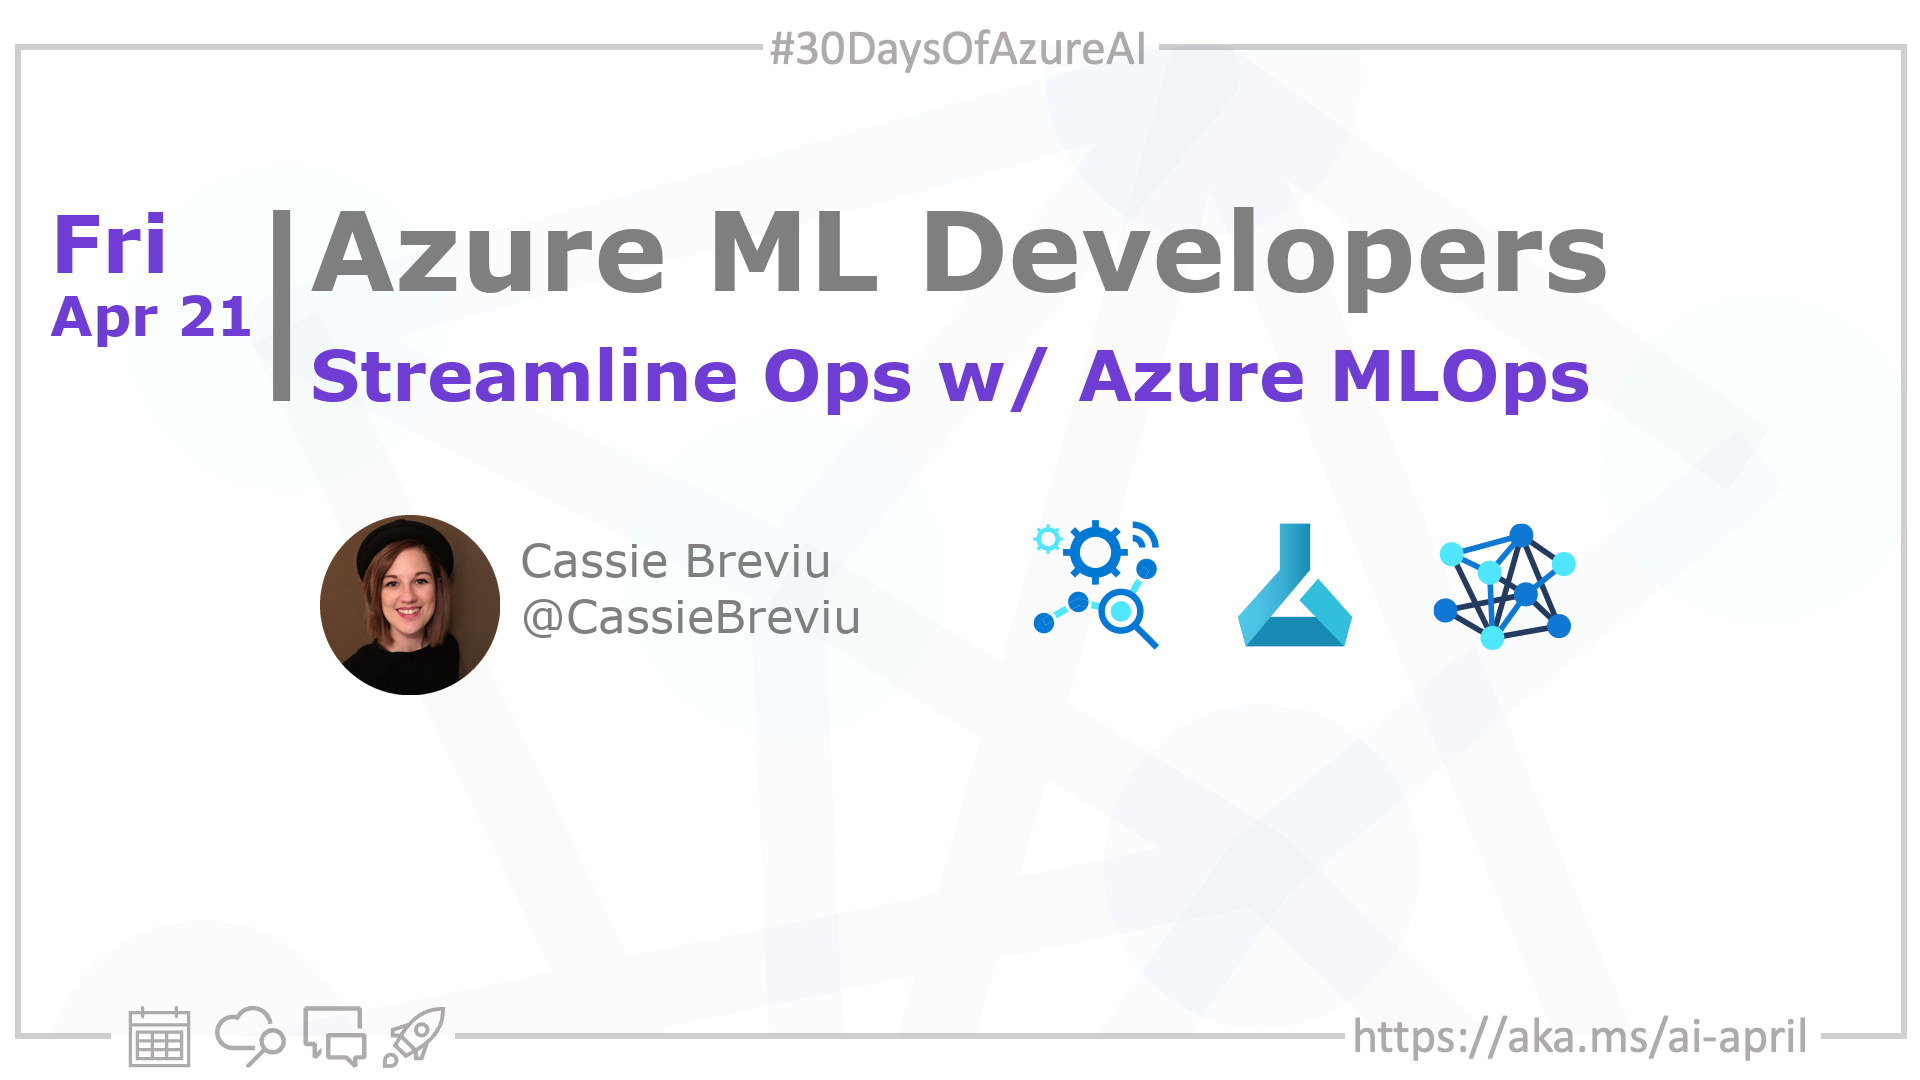 #30DaysOfAzureAI
Fri
Apr 21
Azure ML Developers
Streamline Ops w/ Azure MLOps
Cassie Breviu
@CassieBreviu
https://aka.ms/ai-april